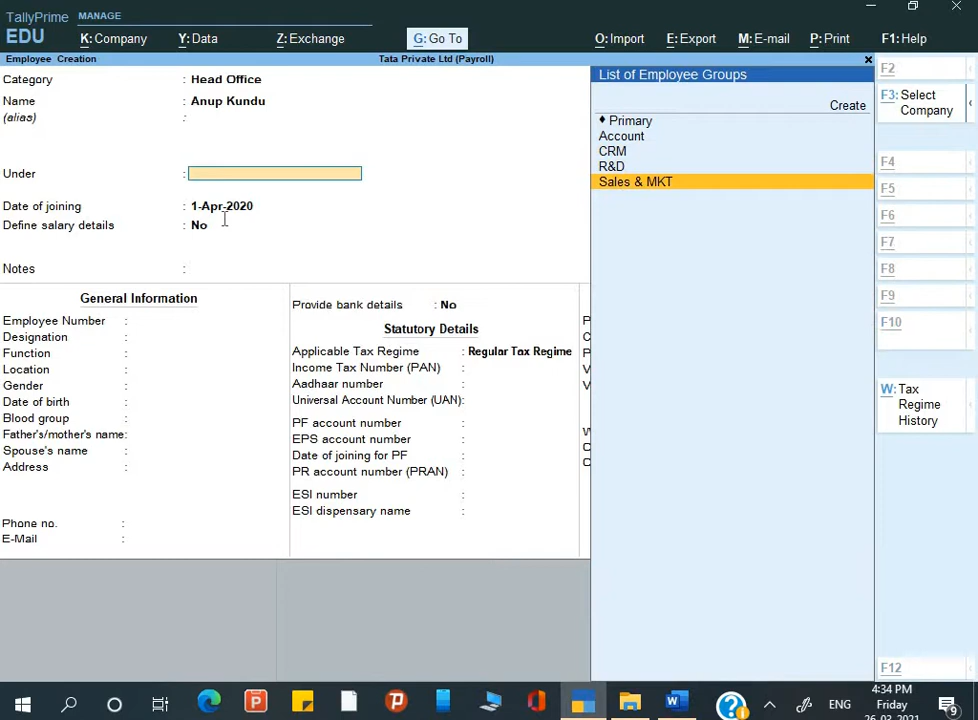 TallyPrime
MANAGE
EDU
K: Company
Y: Data
Z: Exchange
G: Go To
O: Import
E: Export
M: E-mail
P: Print
F1: Help
Employee Creation
Tata Private Ltd (Payroll)
Category : Head Office
Name : Anup Kundu
(alias) :
Under :
Date of joining : 1-Apr-2020
Define salary details : No
Notes :
General Information
Employee Number :
Designation :
Function :
Location :
Gender :
Date of birth :
Blood group :
Father's/mother's name:
Spouse's name :
Address :
Phone no. :
E-Mail :
Provide bank details : No
Statutory Details
Applicable Tax Regime : Regular Tax Regime
Income Tax Number (PAN) :
Aadhaar number :
Universal Account Number (UAN):
PF account number :
EPS account number :
Date of joining for PF :
PR account number (PRAN) :
ESI number :
ESI dispensary name :
P
C
P
V
V
W
C
C
List of Employee Groups
Create
♦ Primary
Account
CRM
R&D
Sales & MKT
F2
F3: Select
Company
F4
F5
F6
F7
F8
F9
F10
W: Tax
Regime
History
F12
ENG
4:34 PM
Friday
26-03-2021
9